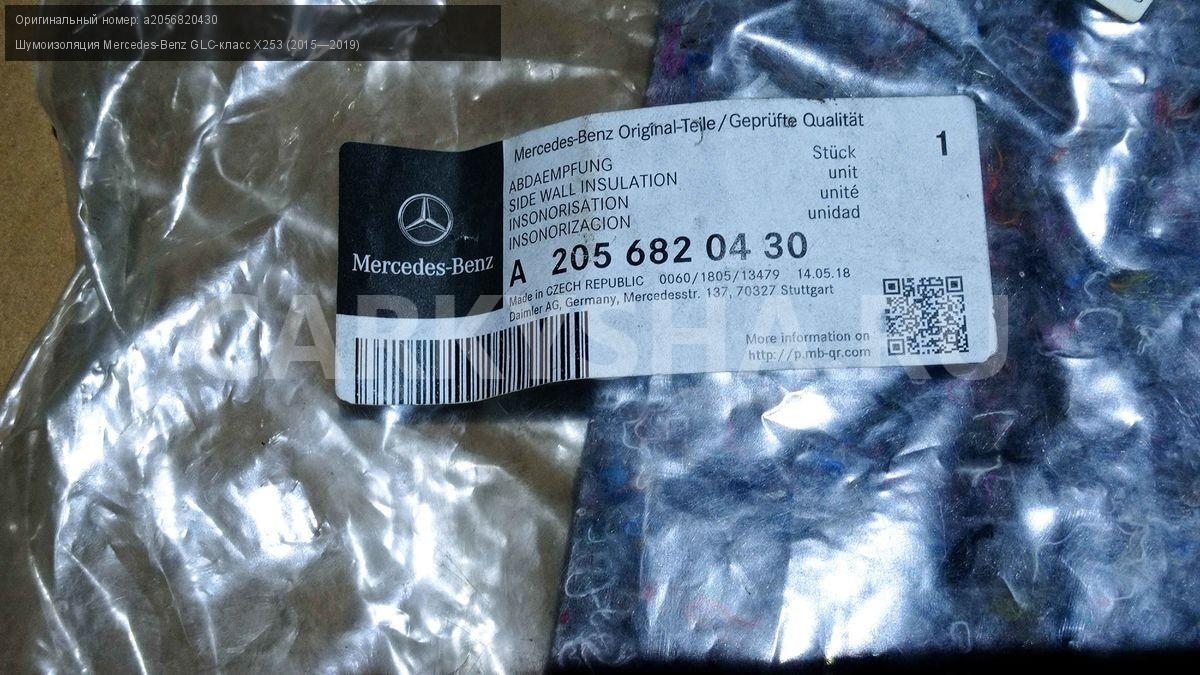 Оригинальный номер: a2056820430
Шумоизоляция Mercedes-Benz GLC-класс X253 (2015—2019)
Mercedes-Benz Original-Teile/Geprüfte Qualität
ABDAEMPFUNG Stück 1
SIDE WALL INSULATION unit
INSONORISATION unité
INSONORIZACION unidad
A 205 682 04 30
Made in CZECH REPUBLIC 0060/1805/13479 14.05.18
Daimler AG, Germany, Mercedesstr. 137, 70327 Stuttgart
Mercedes-Benz
More information on
http://p.mb-qr.com
CARKYSHA.RU